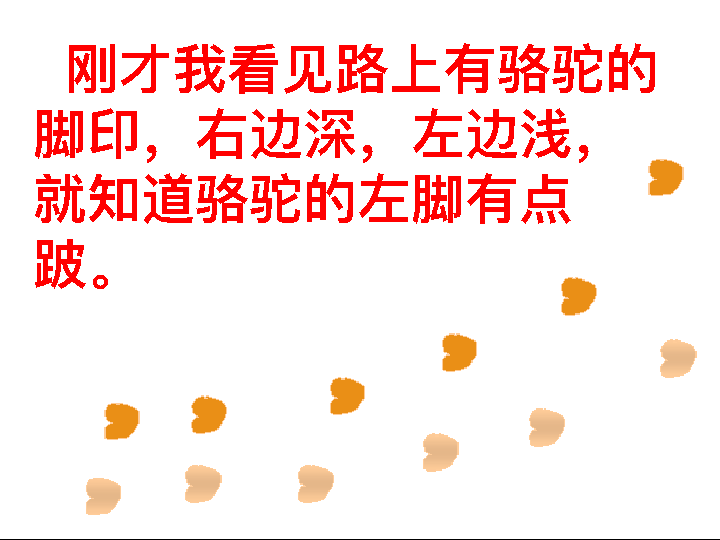 刚才我看见路上有骆驼的
脚印，右边深，左边浅，
就知道骆驼的左脚有点
跛。